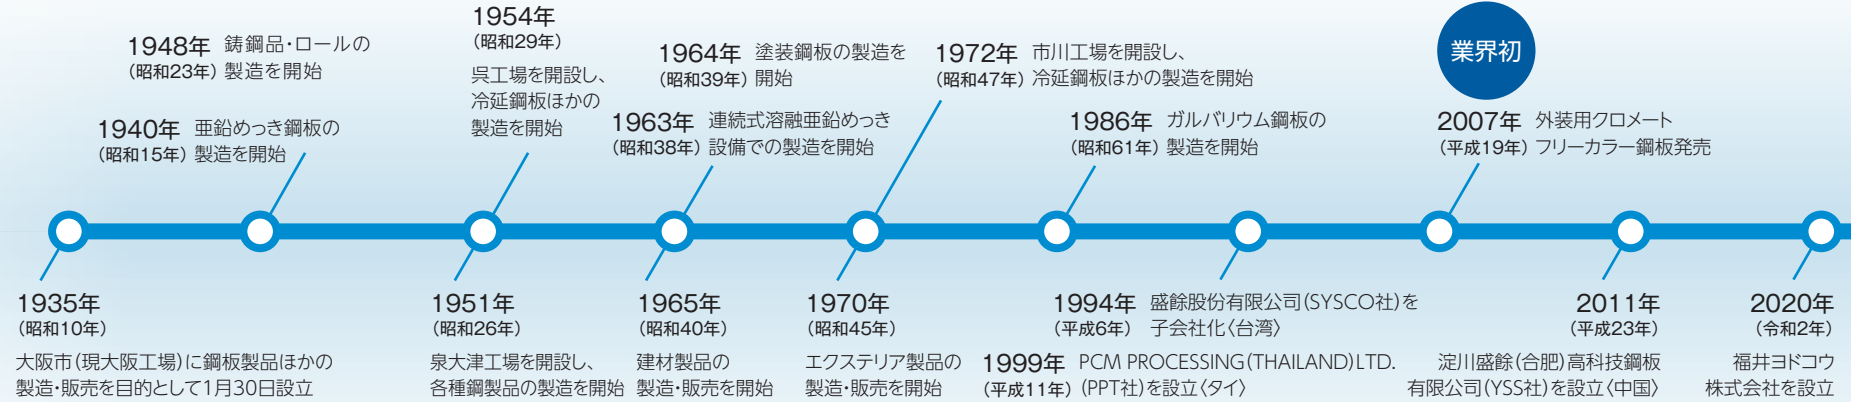 1948年 鋳鋼品・ロールの
(昭和23年) 製造を開始
1940年 亜鉛めっき鋼板の
(昭和15年) 製造を開始
1954年
(昭和29年)
呉工場を開設し、
冷延鋼板ほかの
製造を開始
1964年 塗装鋼板の製造を
(昭和39年) 開始
1963年 連続式溶融亜鉛めっき
(昭和38年) 設備での製造を開始
1972年 市川工場を開設し、
(昭和47年) 冷延鋼板ほかの製造を開始
1986年 ガルバリウム鋼板の
(昭和61年) 製造を開始
業界初
2007年 外装用クロメート
(平成19年) フリーカラー鋼板発売
1935年
(昭和10年)
大阪市(現大阪工場)に鋼板製品ほかの
製造・販売を目的として1月30日設立
1951年
(昭和26年)
泉大津工場を開設し、
各種鋼製品の製造を開始
1965年
(昭和40年)
建材製品の
製造・販売を開始
1970年
(昭和45年)
エクステリア製品の
製造・販売を開始
1994年 盛餘股份有限公司(SYSCO社)を
(平成6年) 子会社化〈台湾〉
1999年 PCM PROCESSING(THAILAND)LTD.
(平成11年) (PPT社)を設立〈タイ〉
2011年
(平成23年)
淀川盛餘(合肥)高科技鋼板
有限公司(YSS社)を設立〈中国〉
2020年
(令和2年)
福井ヨドコウ
株式会社を設立